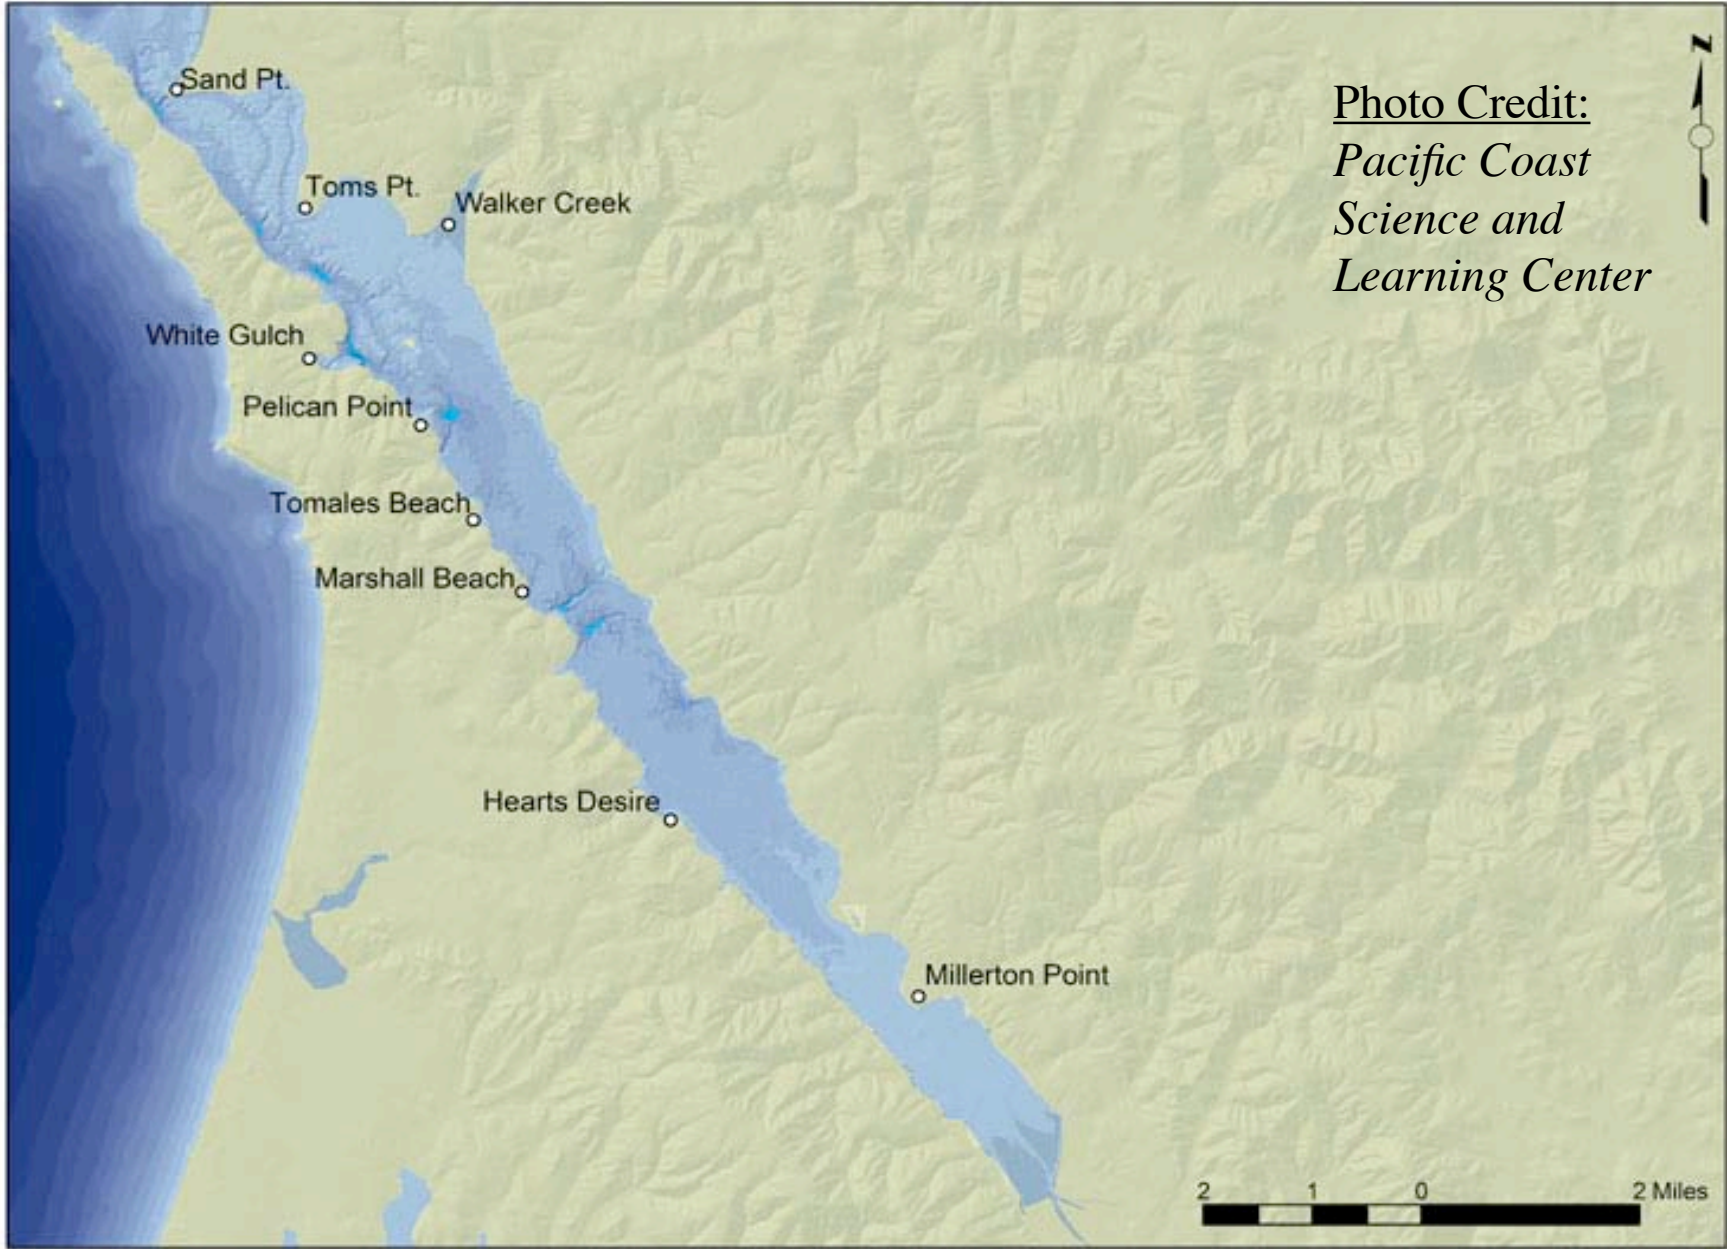 Sand Pt.
N
Photo Credit:
Pacific Coast
Science and
Learning Center
Toms Pt.
Walker Creek
White Gulch
Pelican Point
Tomales Beach
Marshall Beach
Hearts Desire
Millerton Point
2 1 0 2 Miles